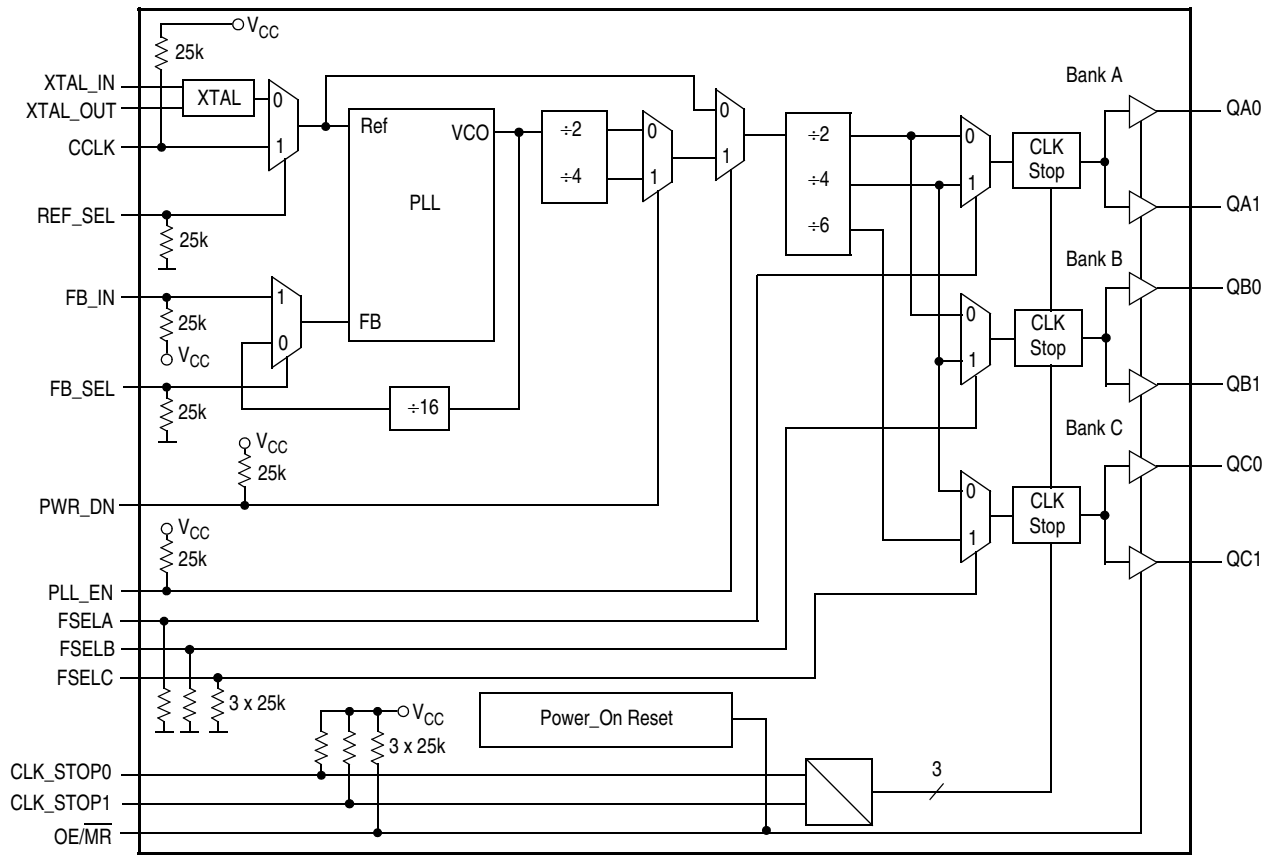 VCC
25k
XTAL_IN
XTAL_OUT
XTAL
CCLK
0
1
REF_SEL
25k
Ref
VCO
PLL
FB
÷2
÷4
0
1
0
1
÷2
÷4
÷6
0
1
CLK
Stop
Bank A
QA0
QA1
FB_IN
25k
VCC
1
0
FB_SEL
25k
÷16
0
1
CLK
Stop
Bank B
QB0
QB1
VCC
25k
PWR_DN
0
1
CLK
Stop
Bank C
QC0
QC1
VCC
25k
PLL_EN
FSELA
FSELB
FSELC
3 x 25k
Power_On Reset
VCC
3 x 25k
CLK_STOP0
CLK_STOP1
OE/MR
3